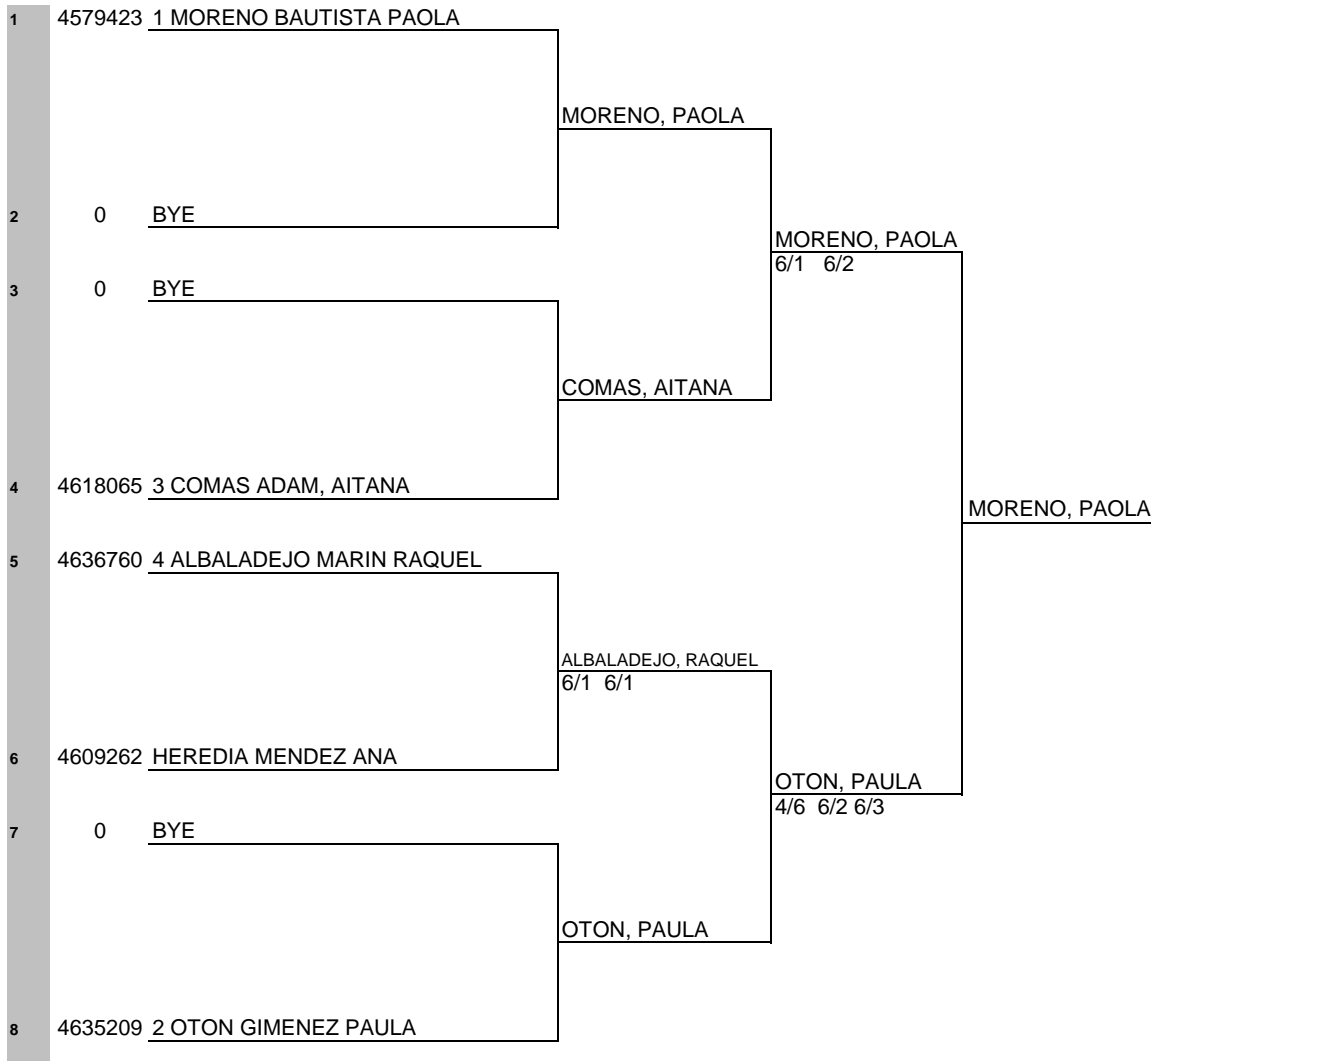 1 4579423 1 MORENO BAUTISTA PAOLA
MORENO, PAOLA
2 0 BYE
MORENO, PAOLA
6/1 6/2
3 0 BYE
COMAS, AITANA
4 4618065 3 COMAS ADAM, AITANA
MORENO, PAOLA
5 4636760 4 ALBALADEJO MARIN RAQUEL
ALBALADEJO, RAQUEL
6/1 6/1
6 4609262 HEREDIA MENDEZ ANA
OTON, PAULA
4/6 6/2 6/3
7 0 BYE
OTON, PAULA
8 4635209 2 OTON GIMENEZ PAULA